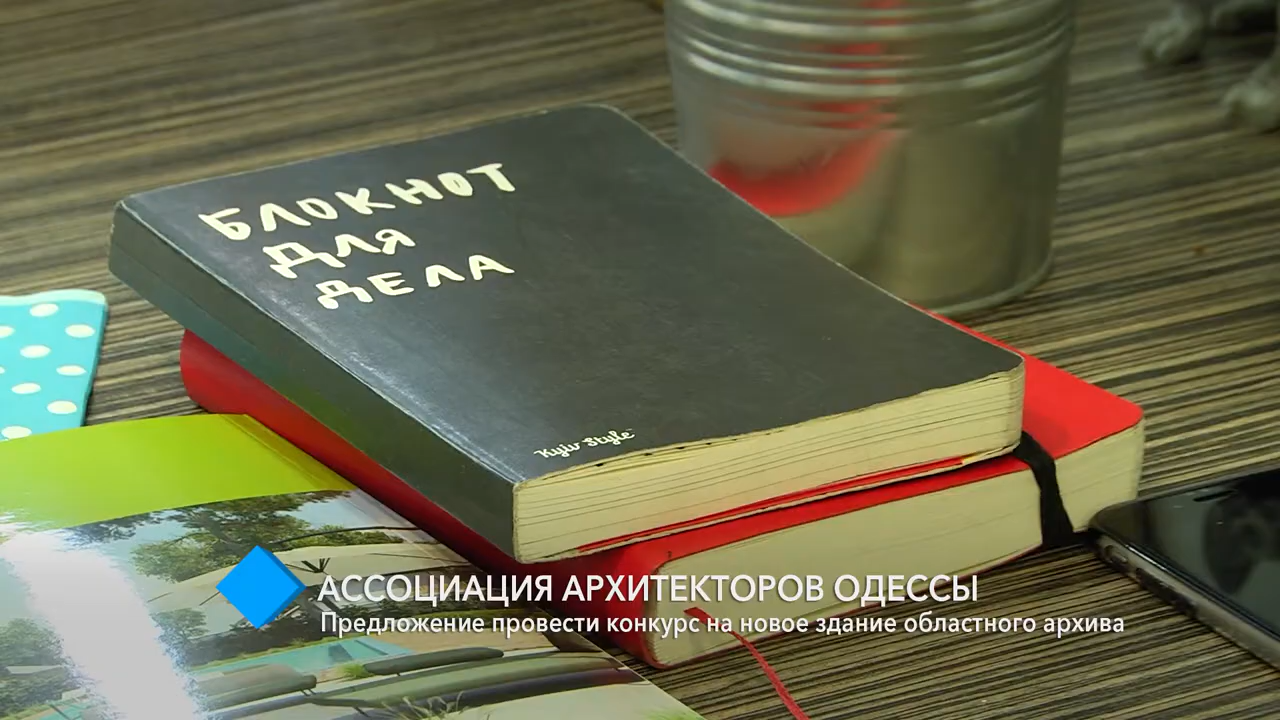 БЛОКНОТ
ДЛЯ
ДЕЛА
Kyiv Style
АССОЦИАЦИЯ АРХИТЕКТОРОВ ОДЕССЫ
Предложение провести конкурс на новое здание областного архива